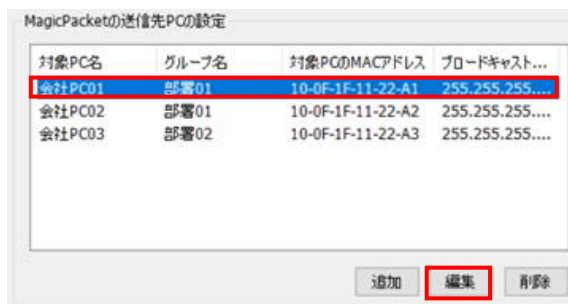 MagicPacketの送信先PCの設定
対象PC名 グループ名 対象PCのMACアドレス ブロードキャスト...
会社PC01 部署01 10-0F-1F-11-22-A1 255.255.255....
会社PC02 部署01 10-0F-1F-11-22-A2 255.255.255....
会社PC03 部署02 10-0F-1F-11-22-A3 255.255.255....
追加 編集 削除